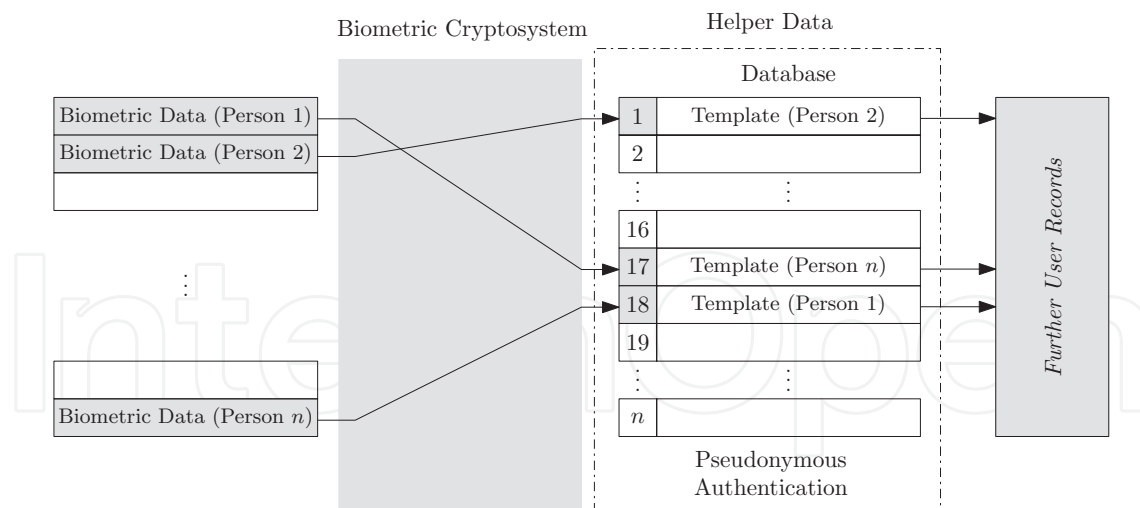 Biometric Cryptosystem
Helper Data
Database
Biometric Data (Person 1)
Biometric Data (Person 2)
⋮
Biometric Data (Person n)
1 Template (Person 2)
2
⋮ ⋮
16
17 Template (Person n)
18 Template (Person 1)
19
⋮ ⋮
n
Pseudonymous
Authentication
Further User Records
InTechOpen